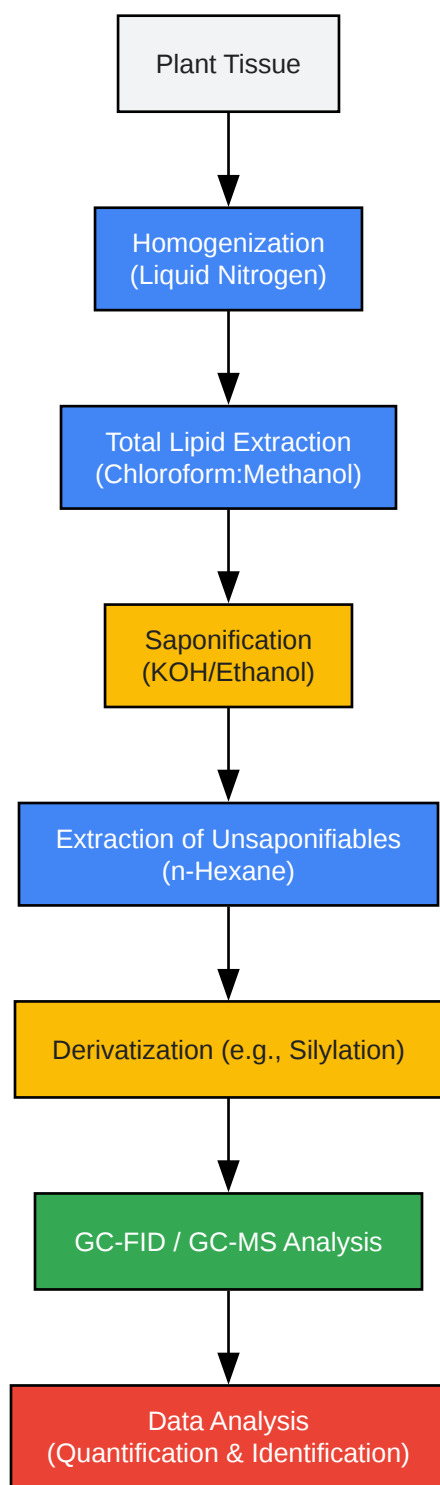 Plant Tissue
Homogenization
(Liquid Nitrogen)
Total Lipid Extraction
(Chloroform:Methanol)
Saponification
(KOH/Ethanol)
Extraction of Unsaponifiables
(n-Hexane)
Derivatization (e.g., Silylation)
GC-FID / GC-MS Analysis
Data Analysis
(Quantification & Identification)